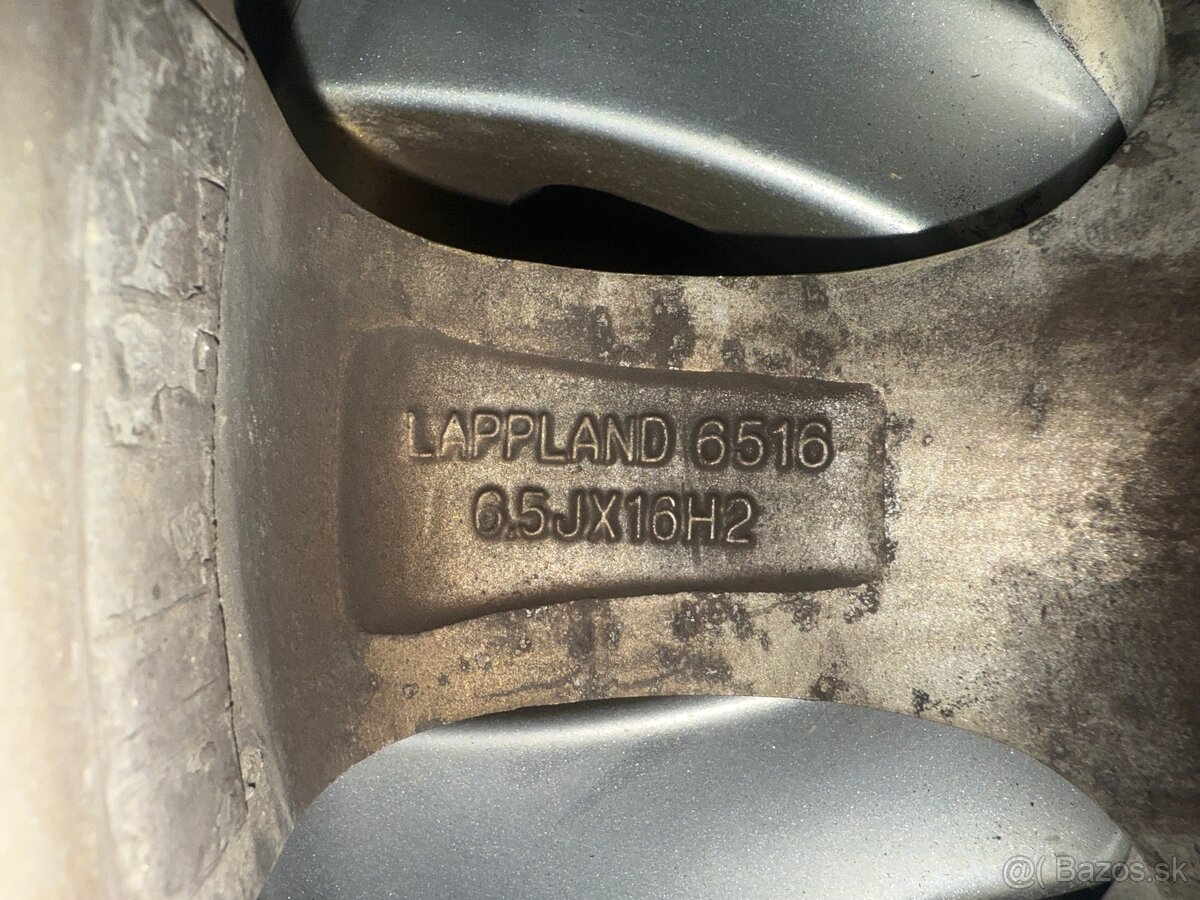 LAPPLAND 6516
6.5JX16H2
@( Bazos.sk